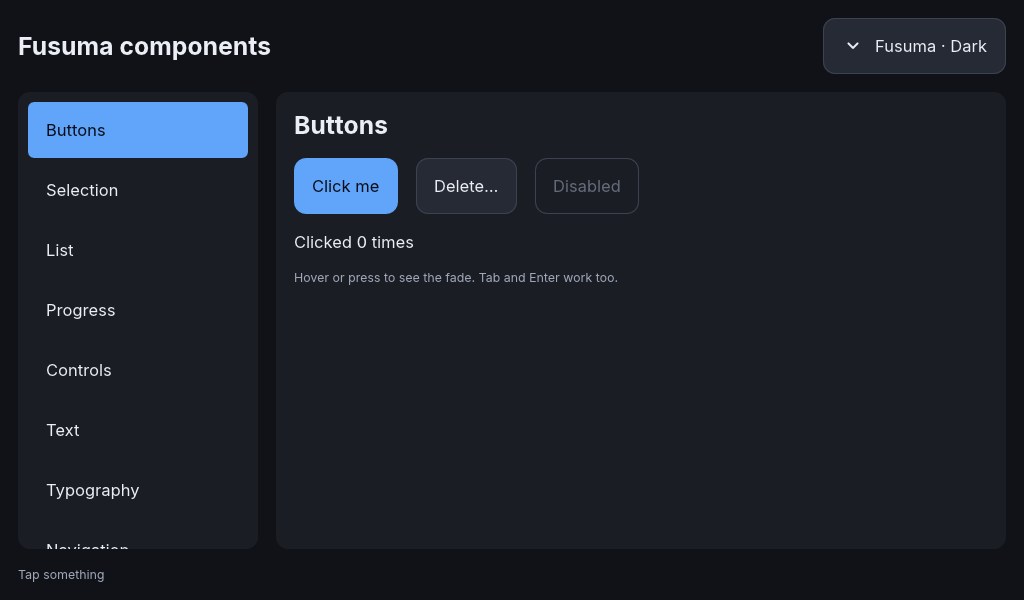 Fusuma components
Fusuma · Dark
Buttons
Selection
List
Progress
Controls
Text
Typography
Navigation
Buttons
Click me
Delete...
Disabled
Clicked 0 times
Hover or press to see the fade. Tab and Enter work too.
Tap something